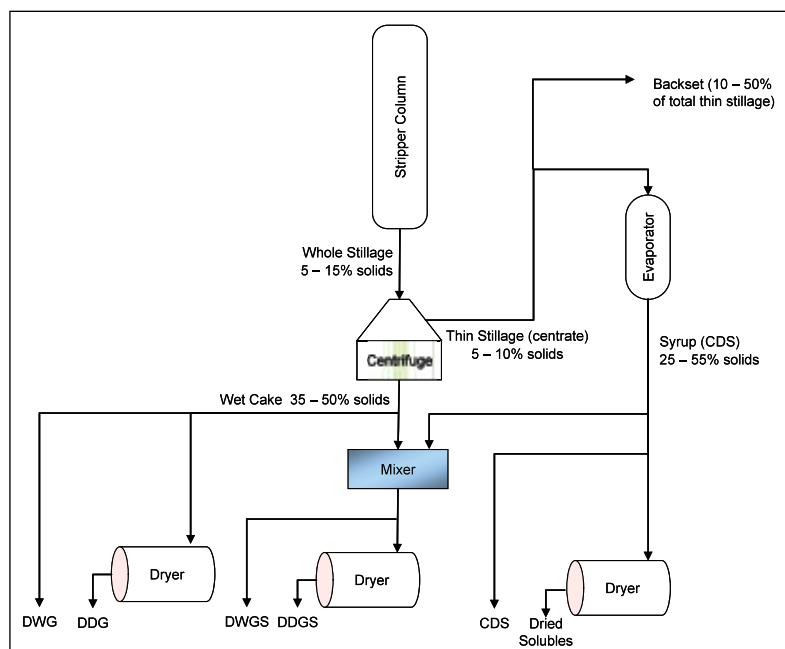 Stripper Column
Backset (10 – 50%
of total thin stillage)
Whole Stillage
5 – 15% solids
Evaporator
Thin Stillage (centrate)
5 – 10% solids
Centrifuge
Syrup (CDS)
25 – 55% solids
Wet Cake 35 – 50% solids
Mixer
Dryer
Dryer
Dryer
DWG
DDG
DWGS
DDGS
CDS
Dried
Solubles